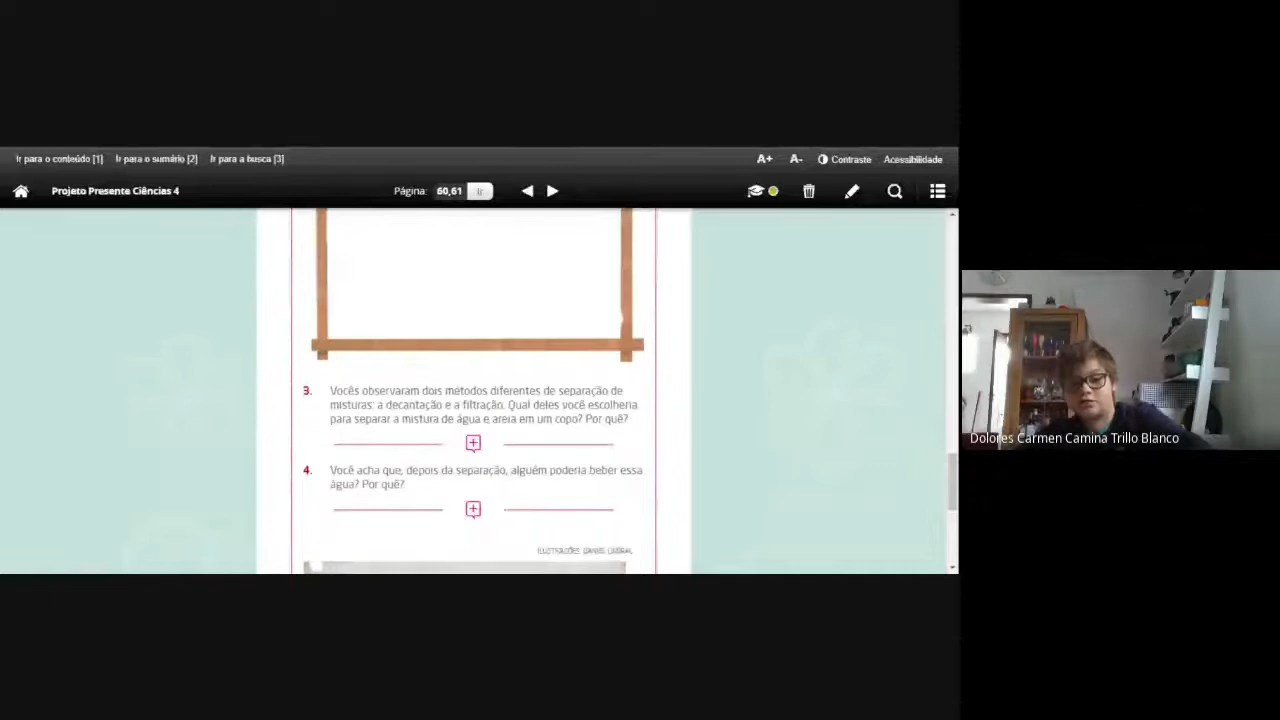 Ir para o conteúdo [1] Ir para o sumário [2] Ir para a busca [3]
A+ A- Contraste Acessibilidade
Projeto Presente Ciências 4
Página: 60,61 Ir
3. Vocês observaram dois métodos diferentes de separação de
misturas: a decantação e a filtração. Qual deles você escolheria
para separar a mistura de água e areia em um copo? Por quê?
4. Você acha que, depois da separação, alguém poderia beber essa
água? Por quê?
ILUSTRAÇÕES: DANIEL
Dolores Carmen Camina Trillo Blanco